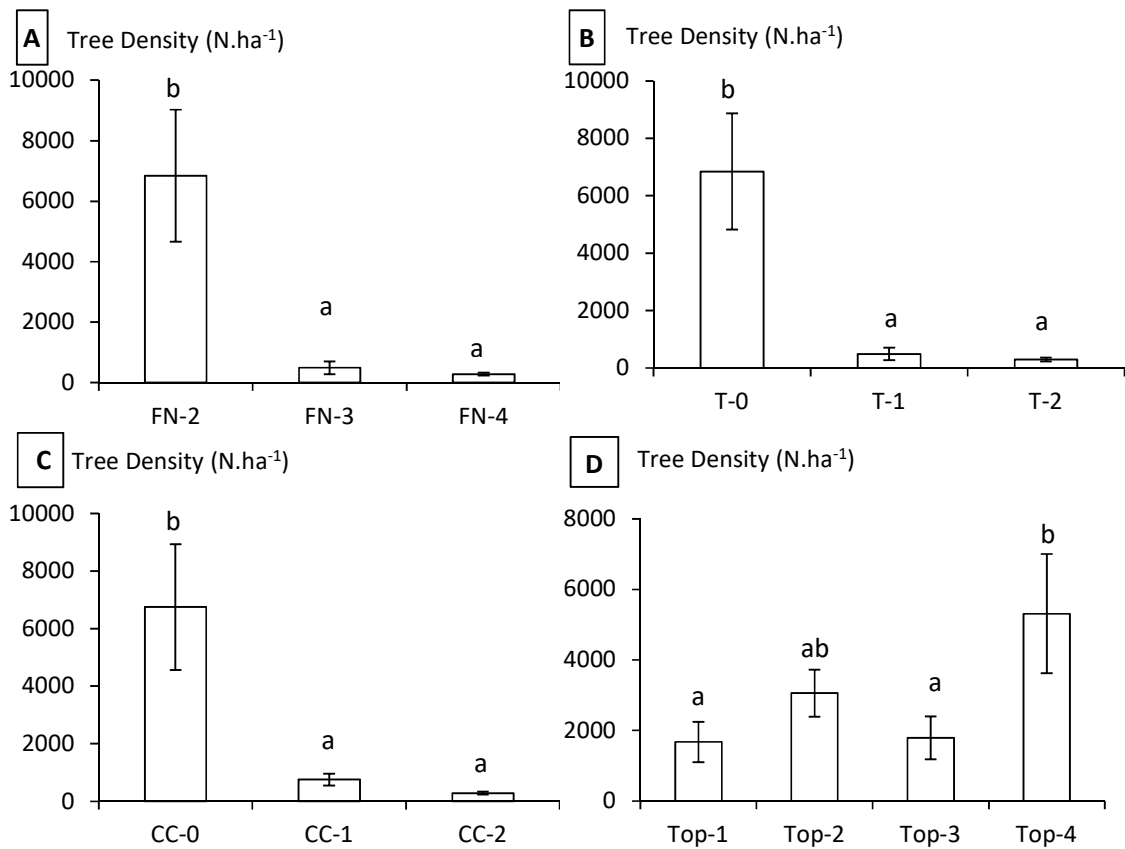 A Tree Density (N.ha⁻¹)
10000
8000
6000
4000
2000
0
b
a
a
FN-2 FN-3 FN-4
B Tree Density (N.ha⁻¹)
10000
8000
6000
4000
2000
0
b
a
a
T-0 T-1 T-2
C Tree Density (N.ha⁻¹)
10000
8000
6000
4000
2000
0
b
a
a
CC-0 CC-1 CC-2
D Tree Density (N.ha⁻¹)
8000
6000
4000
2000
0
a
ab
a
b
Top-1 Top-2 Top-3 Top-4